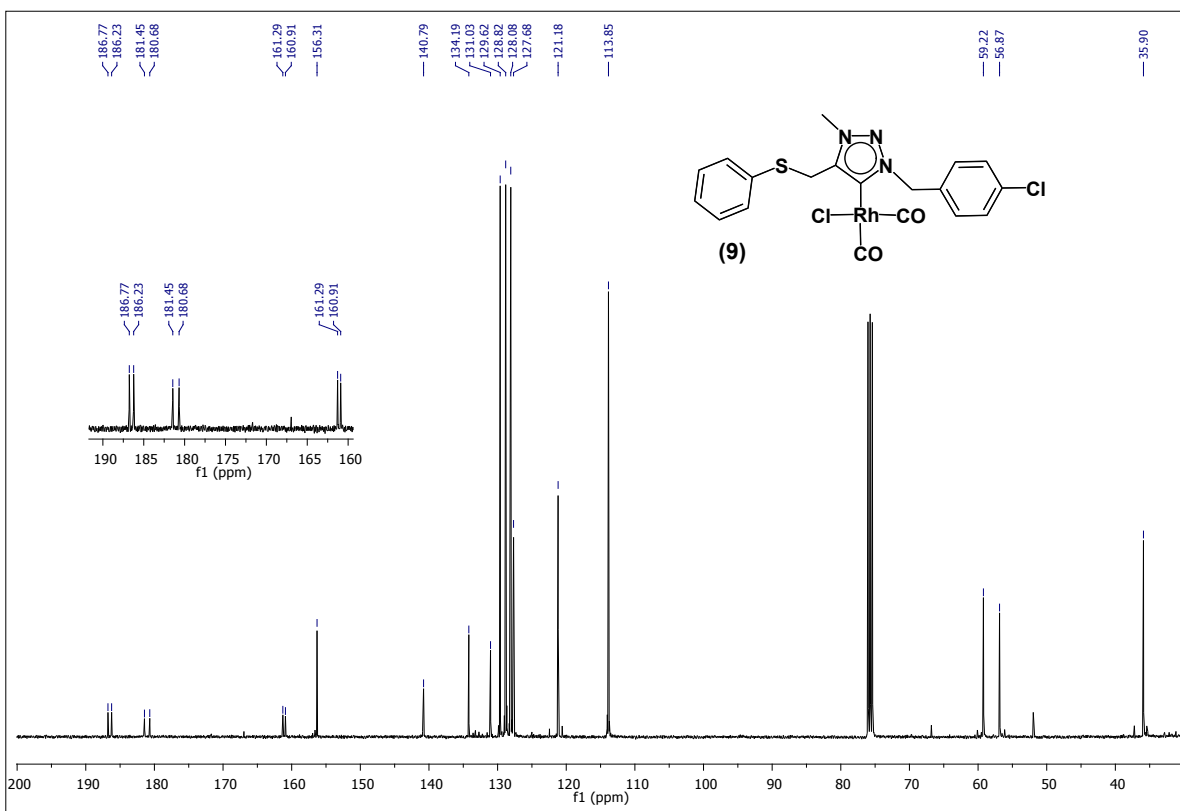 186.77
186.23
181.45
180.68
161.29
160.91
156.31
140.79
134.19
131.03
129.62
128.82
128.08
127.68
121.18
113.85
59.22
56.87
35.90
N N
S N
Cl
Cl Rh CO
(9)
CO
186.77
186.23
181.45
180.68
161.29
160.91
190 185 180 175 170 165 160
f1 (ppm)
200 190 180 170 160 150 140 130 120 110 100 90 80 70 60 50 40
f1 (ppm)